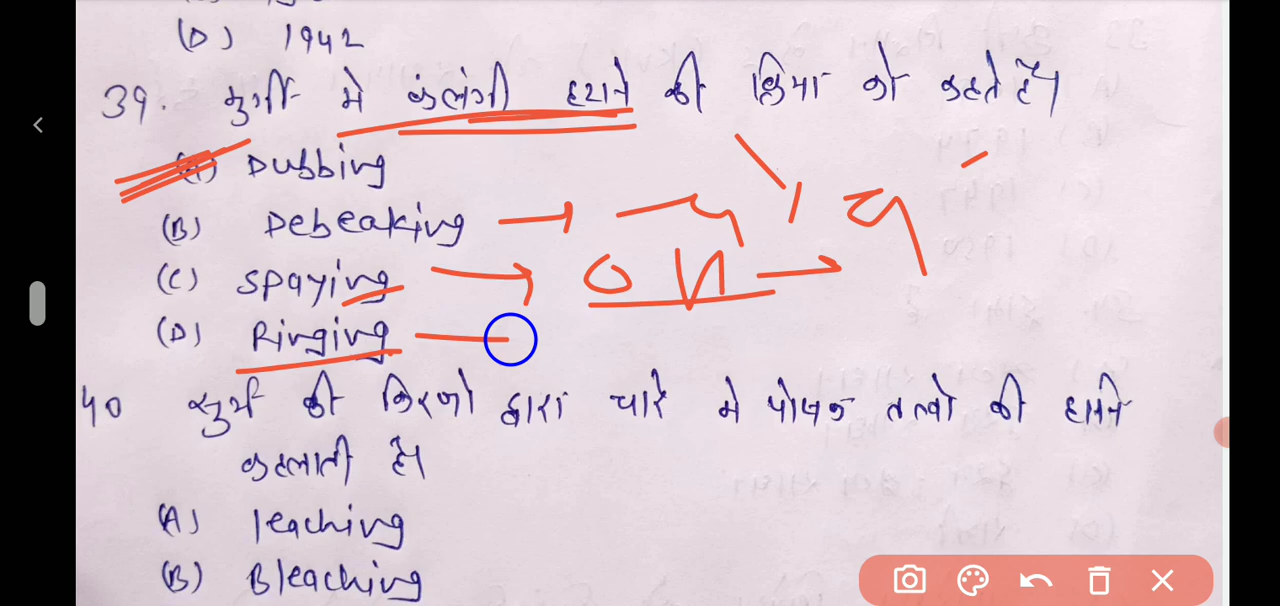 (D) 1942
39. मुर्गी मे कलंगी हटाने की क्रिया को कहते है।
(A) Dubbing
(B) Debeaking
(C) Spaying
(D) Ringing
40 सुर्य की किरणो द्वारा चारे मे पोषक तत्वो की हानि
कहलाती है।
(A) leaching
(B) Bleaching